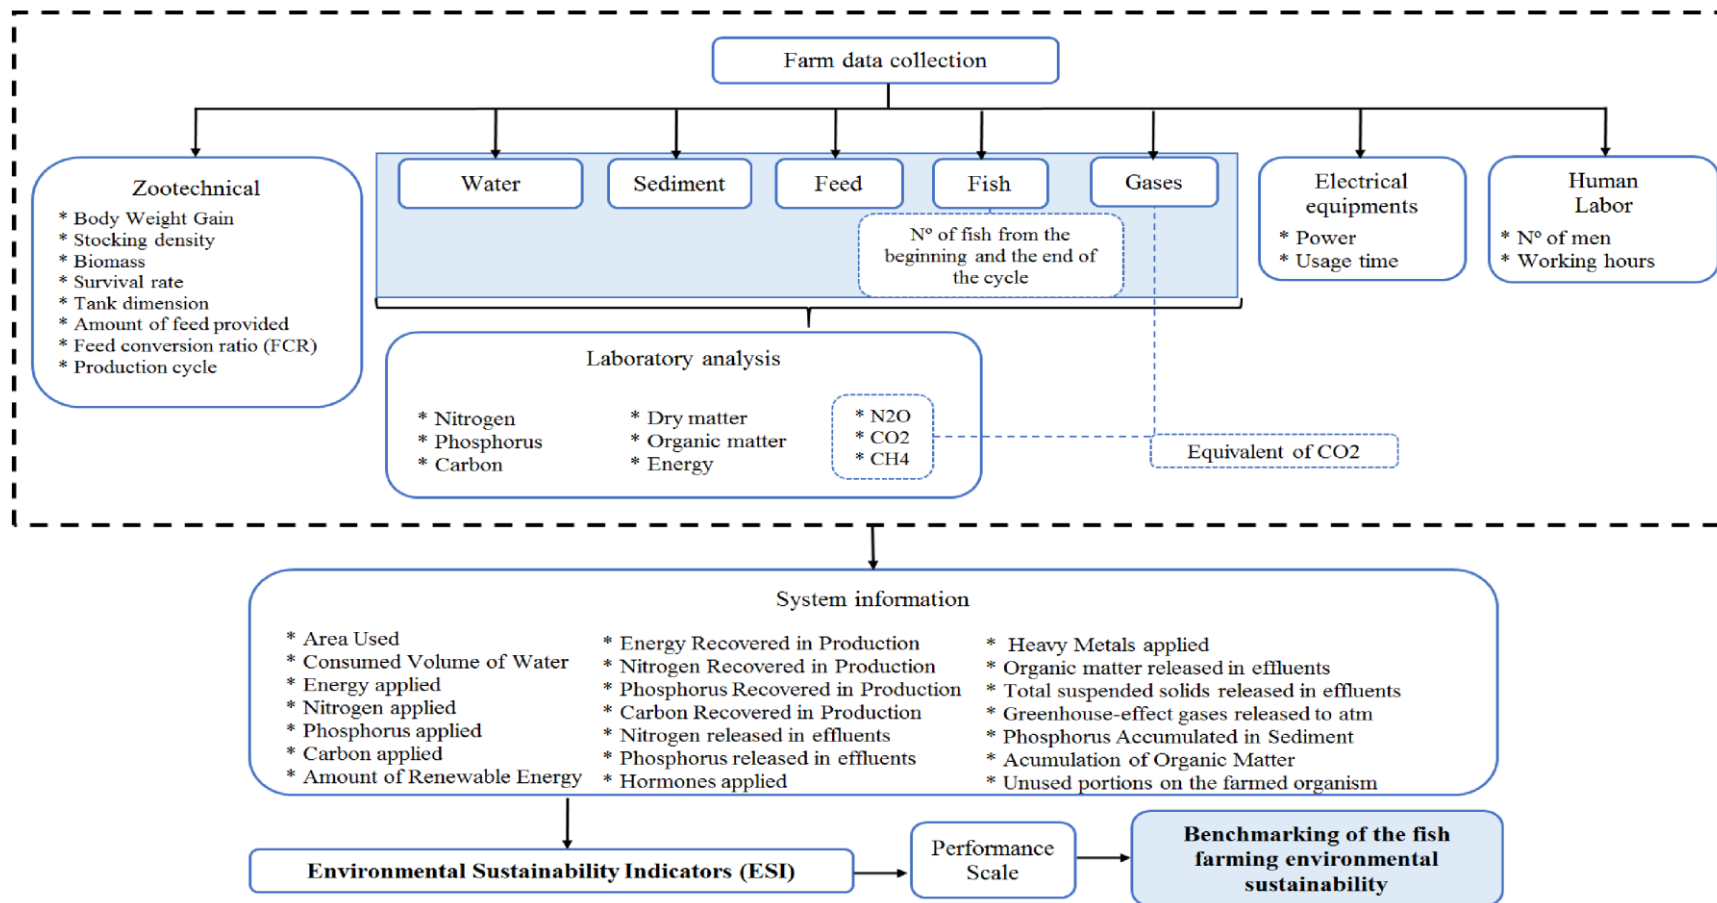 Farm data collection
Zootechnical
* Body Weight Gain
* Stocking density
* Biomass
* Survival rate
* Tank dimension
* Amount of feed provided
* Feed conversion ratio (FCR)
* Production cycle
Water
Sediment
Feed
Fish
Gases
Nº of fish from the
beginning and the end of
the cycle
Electrical
equipments
* Power
* Usage time
Human
Labor
* Nº of men
* Working hours
Laboratory analysis
* Nitrogen
* Phosphorus
* Carbon
* Dry matter
* Organic matter
* Energy
* N2O
* CO2
* CH4
Equivalent of CO2
System information
* Area Used
* Consumed Volume of Water
* Energy applied
* Nitrogen applied
* Phosphorus applied
* Carbon applied
* Amount of Renewable Energy
* Energy Recovered in Production
* Nitrogen Recovered in Production
* Phosphorus Recovered in Production
* Carbon Recovered in Production
* Nitrogen released in effluents
* Phosphorus released in effluents
* Hormones applied
* Heavy Metals applied
* Organic matter released in effluents
* Total suspended solids released in effluents
* Greenhouse-effect gases released to atm
* Phosphorus Accumulated in Sediment
* Acumulation of Organic Matter
* Unused portions on the farmed organism
Environmental Sustainability Indicators (ESI)
Performance
Scale
Benchmarking of the fish
farming environmental
sustainability